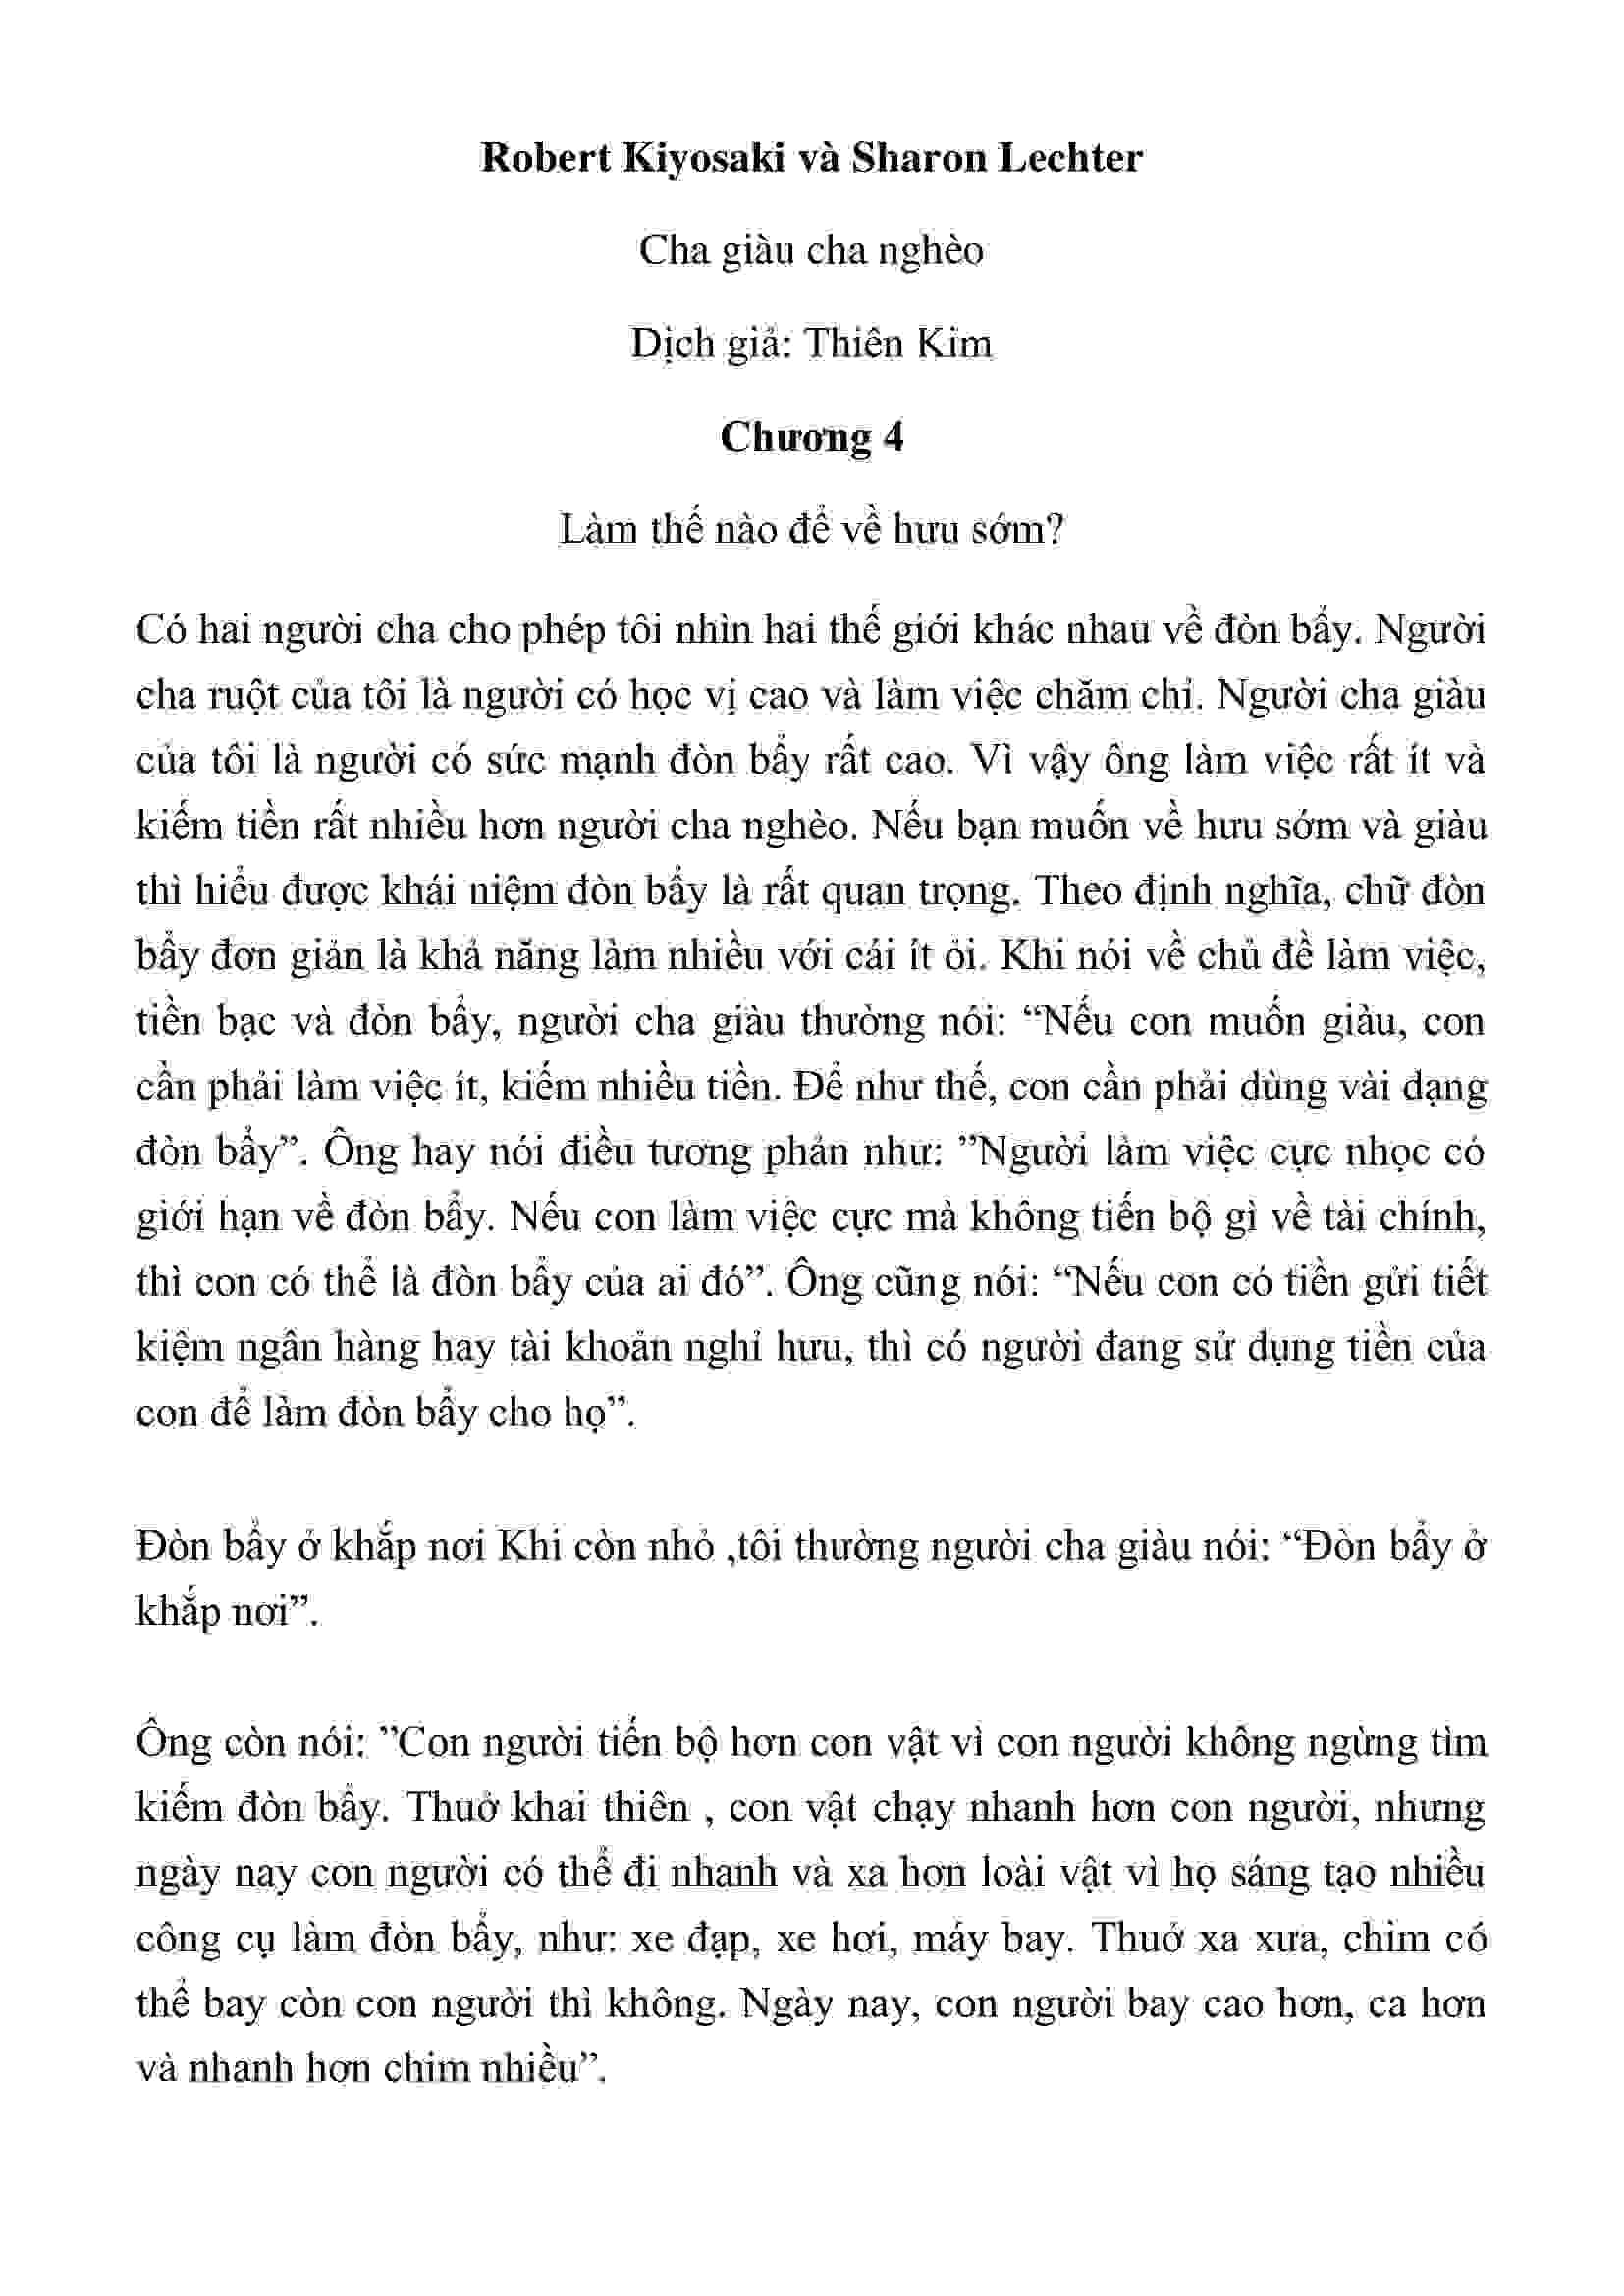 Robert Kiyosaki và Sharon Lechter
Cha giàu cha nghèo
Dịch giả: Thiên Kim
Chương 4
Làm thế nào để về hưu sớm?
Có hai người cha cho phép tôi nhìn hai thế giới khác nhau về đòn bẩy. Người
cha ruột của tôi là người có học vị cao và làm việc chăm chỉ. Người cha giàu
của tôi là người có sức mạnh đòn bẩy rất cao. Vì vậy ông làm việc rất ít và
kiếm tiền rất nhiều hơn người cha nghèo. Nếu bạn muốn về hưu sớm và giàu
thì hiểu được khái niệm đòn bẩy là rất quan trọng. Theo định nghĩa, chữ đòn
bẩy đơn giản là khả năng làm nhiều với cái ít ỏi. Khi nói về chủ đề làm việc,
tiền bạc và đòn bẩy, người cha giàu thường nói: “Nếu con muốn giàu, con
cần phải làm việc ít, kiếm nhiều tiền. Để như thế, con cần phải dùng vài dạng
đòn bẩy”. Ông hay nói điều tương phản như: ”Người làm việc cực nhọc có
giới hạn về đòn bẩy. Nếu con làm việc cực mà không tiến bộ gì về tài chính,
thì con có thể là đòn bẩy của ai đó”. Ông cũng nói: “Nếu con có tiền gửi tiết
kiệm ngân hàng hay tài khoản nghỉ hưu, thì có người đang sử dụng tiền của
con để làm đòn bẩy cho họ”.
Đòn bẩy ở khắp nơi Khi còn nhỏ ,tôi thường người cha giàu nói: “Đòn bẩy ở
khắp nơi”.
Ông còn nói: ”Con người tiến bộ hơn con vật vì con người không ngừng tìm
kiếm đòn bẩy. Thuở khai thiên , con vật chạy nhanh hơn con người, nhưng
ngày nay con người có thể đi nhanh và xa hơn loài vật vì họ sáng tạo nhiều
công cụ làm đòn bẩy, như: xe đạp, xe hơi, máy bay. Thuở xa xưa, chim có
thể bay còn con người thì không. Ngày nay, con người bay cao hơn, ca hơn
và nhanh hơn chim nhiều”.